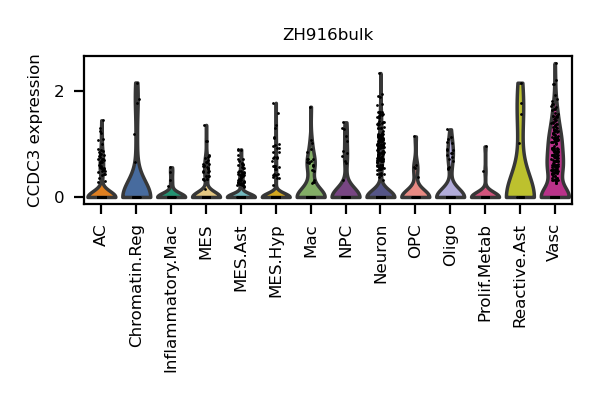 ZH916bulk
CCDC3 expression
2
0
AC
Chromatin.Reg
Inflammatory.Mac
MES
MES.Ast
MES.Hyp
Mac
NPC
Neuron
OPC
Oligo
Prolif.Metab
Reactive.Ast
Vasc